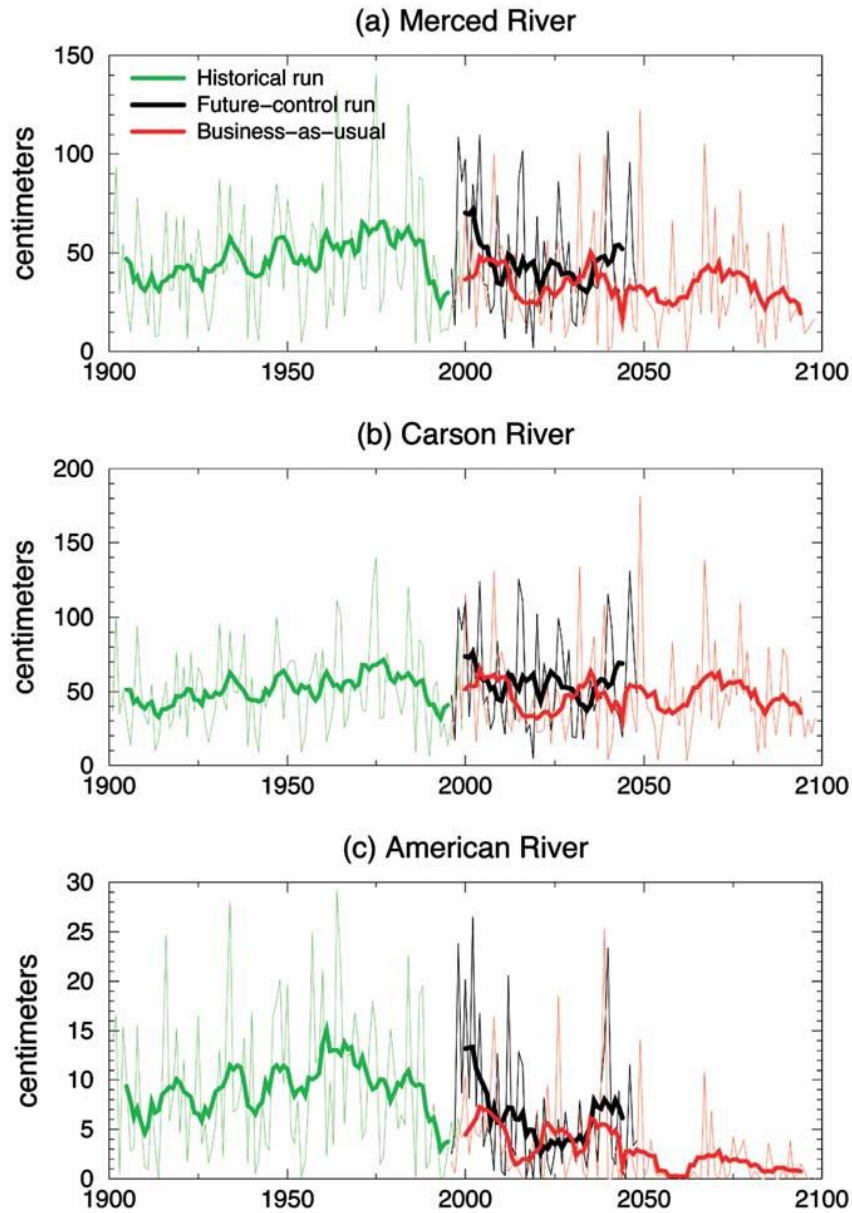 (a) Merced River
150
Historical run
Future-control run
Business-as-usual
100
centimeters
50
0
1900 1950 2000 2050 2100
(b) Carson River
200
150
centimeters
100
50
0
1900 1950 2000 2050 2100
(c) American River
30
25
20
centimeters
15
10
5
0
1900 1950 2000 2050 2100